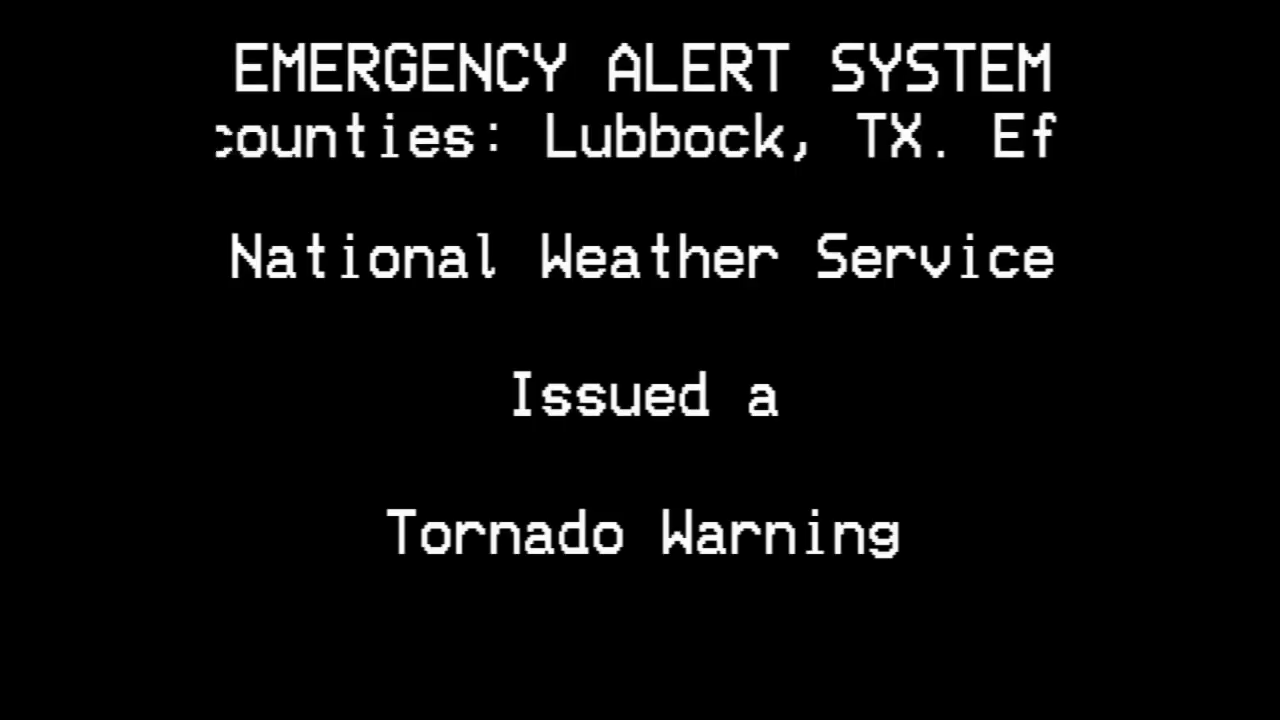 EMERGENCY ALERT SYSTEM
counties: Lubbock, TX. Ef
National Weather Service
Issued a
Tornado Warning